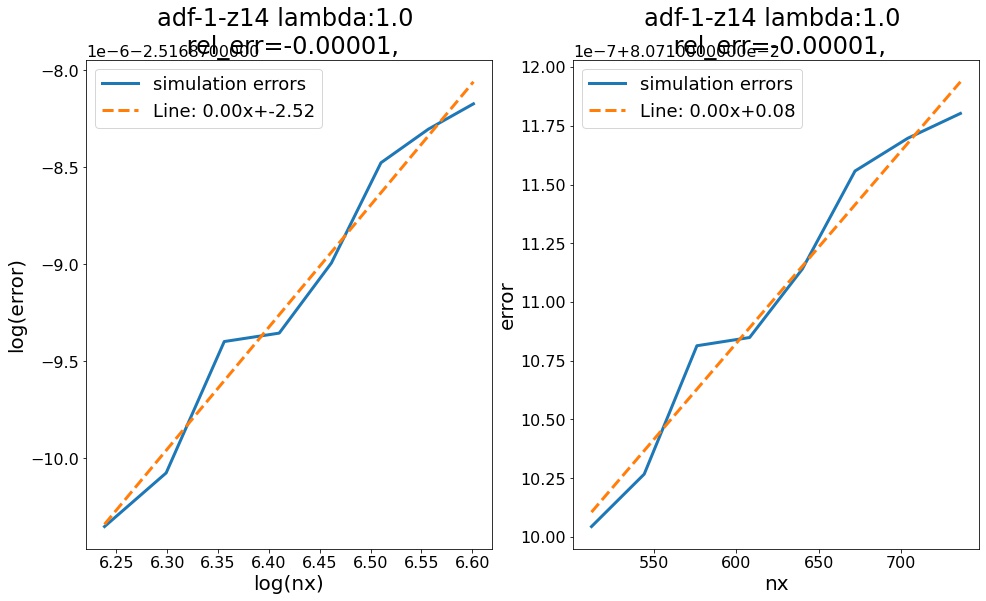 adf-1-z14 lambda:1.0
rel_err=-0.00001,
1e−6−2.5168700000
simulation errors
Line: 0.00x+-2.52
−8.0
−8.5
−9.0
−9.5
−10.0
log(error)
6.25 6.30 6.35 6.40 6.45 6.50 6.55 6.60
log(nx)
adf-1-z14 lambda:1.0
rel_err=-0.00001,
1e−7+8.0710000000e−2
simulation errors
Line: 0.00x+0.08
12.00
11.75
11.50
11.25
11.00
10.75
10.50
10.25
10.00
error
550 600 650 700
nx